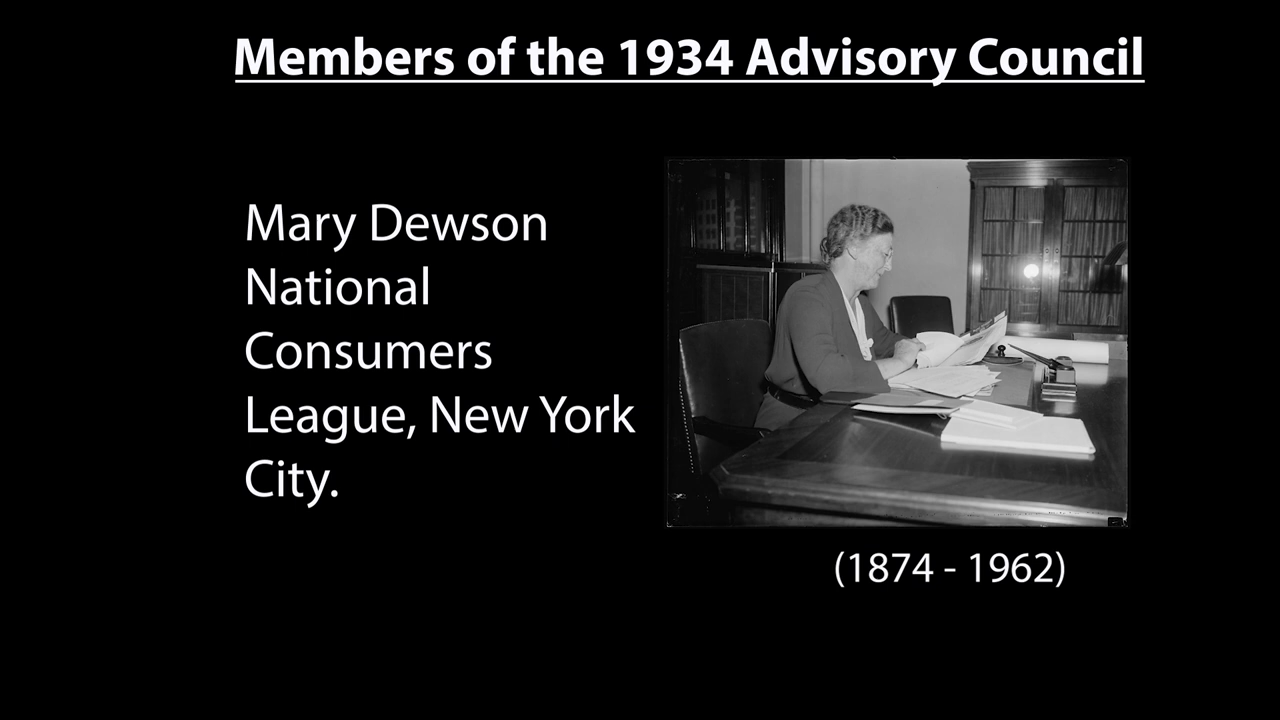 Members of the 1934 Advisory Council
Mary Dewson
National
Consumers
League, New York
City.
(1874 - 1962)